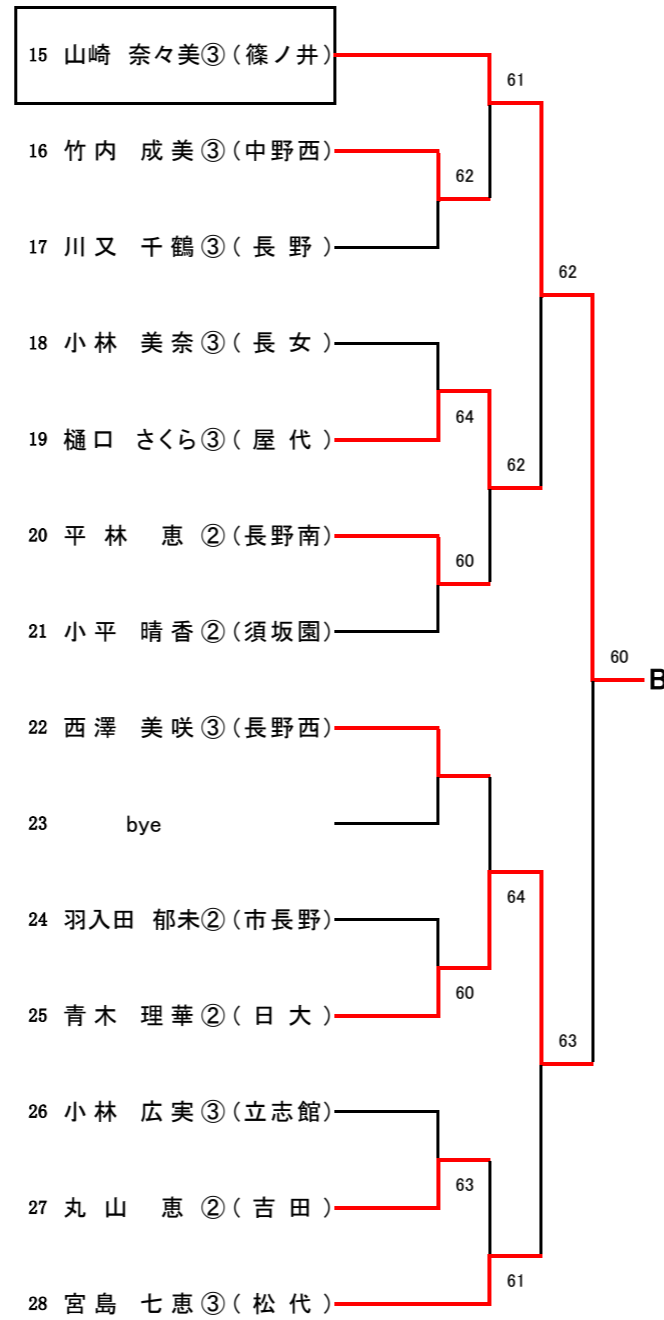 15 山崎 奈々美③(篠ノ井)
61
16 竹内 成美③(中野西)
62
17 川又 千鶴③(長野)
62
18 小林 美奈③(長女)
64
19 樋口 さくら③(屋代)
62
20 平林 恵②(長野南)
60
21 小平 晴香②(須坂園)
60
B
22 西澤 美咲③(長野西)
23 bye
64
24 羽入田 郁未②(市長野)
60
25 青木 理華②(日大)
63
26 小林 広実③(立志館)
63
27 丸山 恵②(吉田)
61
28 宮島 七恵③(松代)